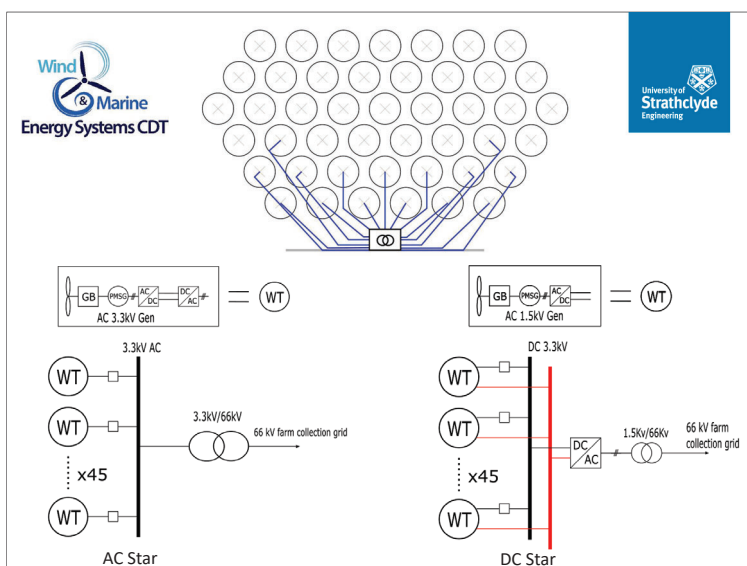 Wind
&
Marine
Energy Systems CDT
University of
Strathclyde
Engineering
GB
PMSG
AC
DC
DC
AC
AC 3.3kV Gen
WT
GB
PMSG
AC
DC
AC 1.5kV Gen
WT
3.3kV AC
WT
WT
x45
WT
3.3kV/66kV
66 kV farm collection grid
AC Star
DC 3.3kV
WT
WT
x45
WT
DC
AC
1.5Kv/66Kv
66 kV farm
collection grid
DC Star